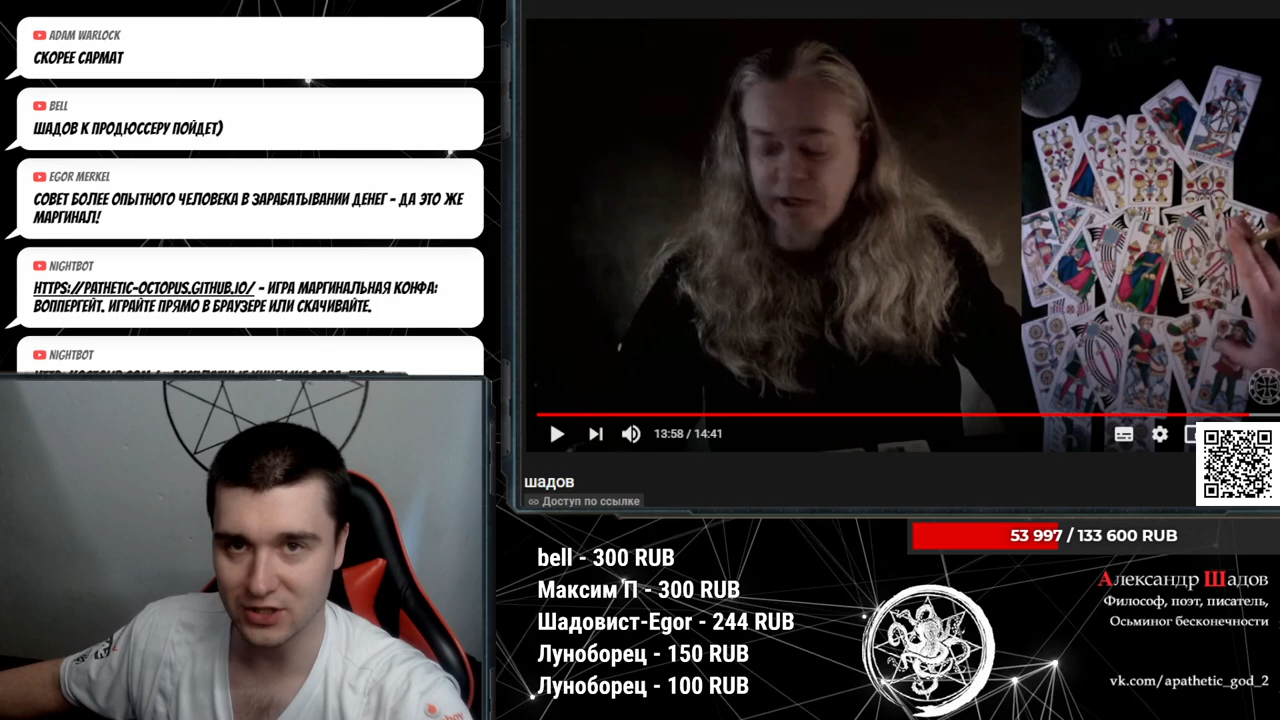 ADAM WARLOCK
СКОРЕЕ САРМАТ
BELL
ШАДОВ К ПРОДЮССЕРУ ПОЙДЕТ)
EGOR MERKEL
СОВЕТ БОЛЕЕ ОПЫТНОГО ЧЕЛОВЕКА В ЗАРАБАТЫВАНИИ ДЕНЕГ - ДА ЭТО ЖЕ
МАРГИНАЛ!
NIGHTBOT
HTTPS://PATHETIC-OCTOPUS.GITHUB.IO/ - ИГРА МАРГИНАЛЬНАЯ КОНФА:
ВОППЕРГЕЙТ. ИГРАЙТЕ ПРЯМО В БРАУЗЕРЕ ИЛИ СКАЧИВАЙТЕ.
NIGHTBOT
13:58 / 14:41
шадов
Доступ по ссылке
53 997 / 133 600 RUB
bell - 300 RUB
Максим П - 300 RUB
Шадовист-Egor - 244 RUB
Луноборец - 150 RUB
Луноборец - 100 RUB
Александр Шадов
Философ, поэт, писатель,
Осьминог бесконечности
vk.com/apathetic_god_2